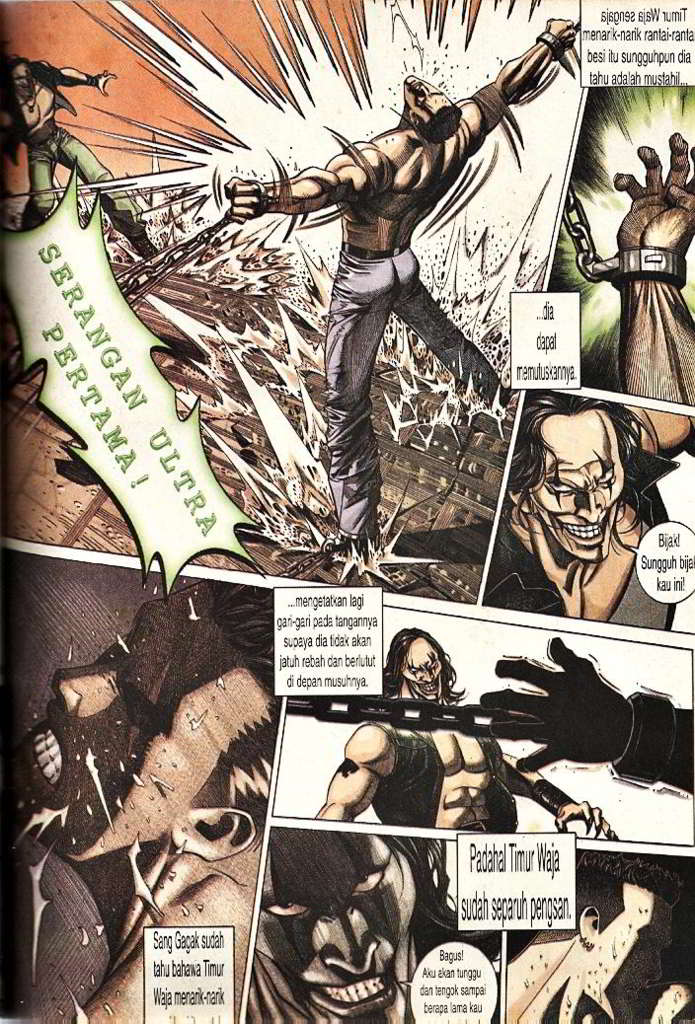 Timur Waja sengaja
menarik-narik rantai-rantai
besi itu sungguhpun dia
tahu adalah mustahil...
...dia
dapat
memutuskannya.
SERANGAN ULTRA
PERTAMA!
Bijak!
Sungguh bijak
kau ini!
...mengetatkan lagi
gari-gari pada tangannya
supaya dia tidak akan
jatuh rebah dan berlutut
di depan musuhnya.
Padahal Timur Waja
sudah separuh pengsan.
Sang Gagak sudah
tahu bahawa Timur
Waja menarik-narik
Bagus!
Aku akan tunggu
dan tengok sampai
berapa lama kau